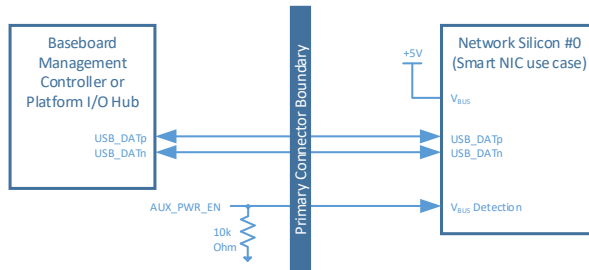 Baseboard
Management
Controller or
Platform I/O Hub
USB_DATp
USB_DATn
AUX_PWR_EN
10k
Ohm
Primary Connector Boundary
Network Silicon #0
(Smart NIC use case)
+5V
VBUS
USB_DATp
USB_DATn
VBUS Detection